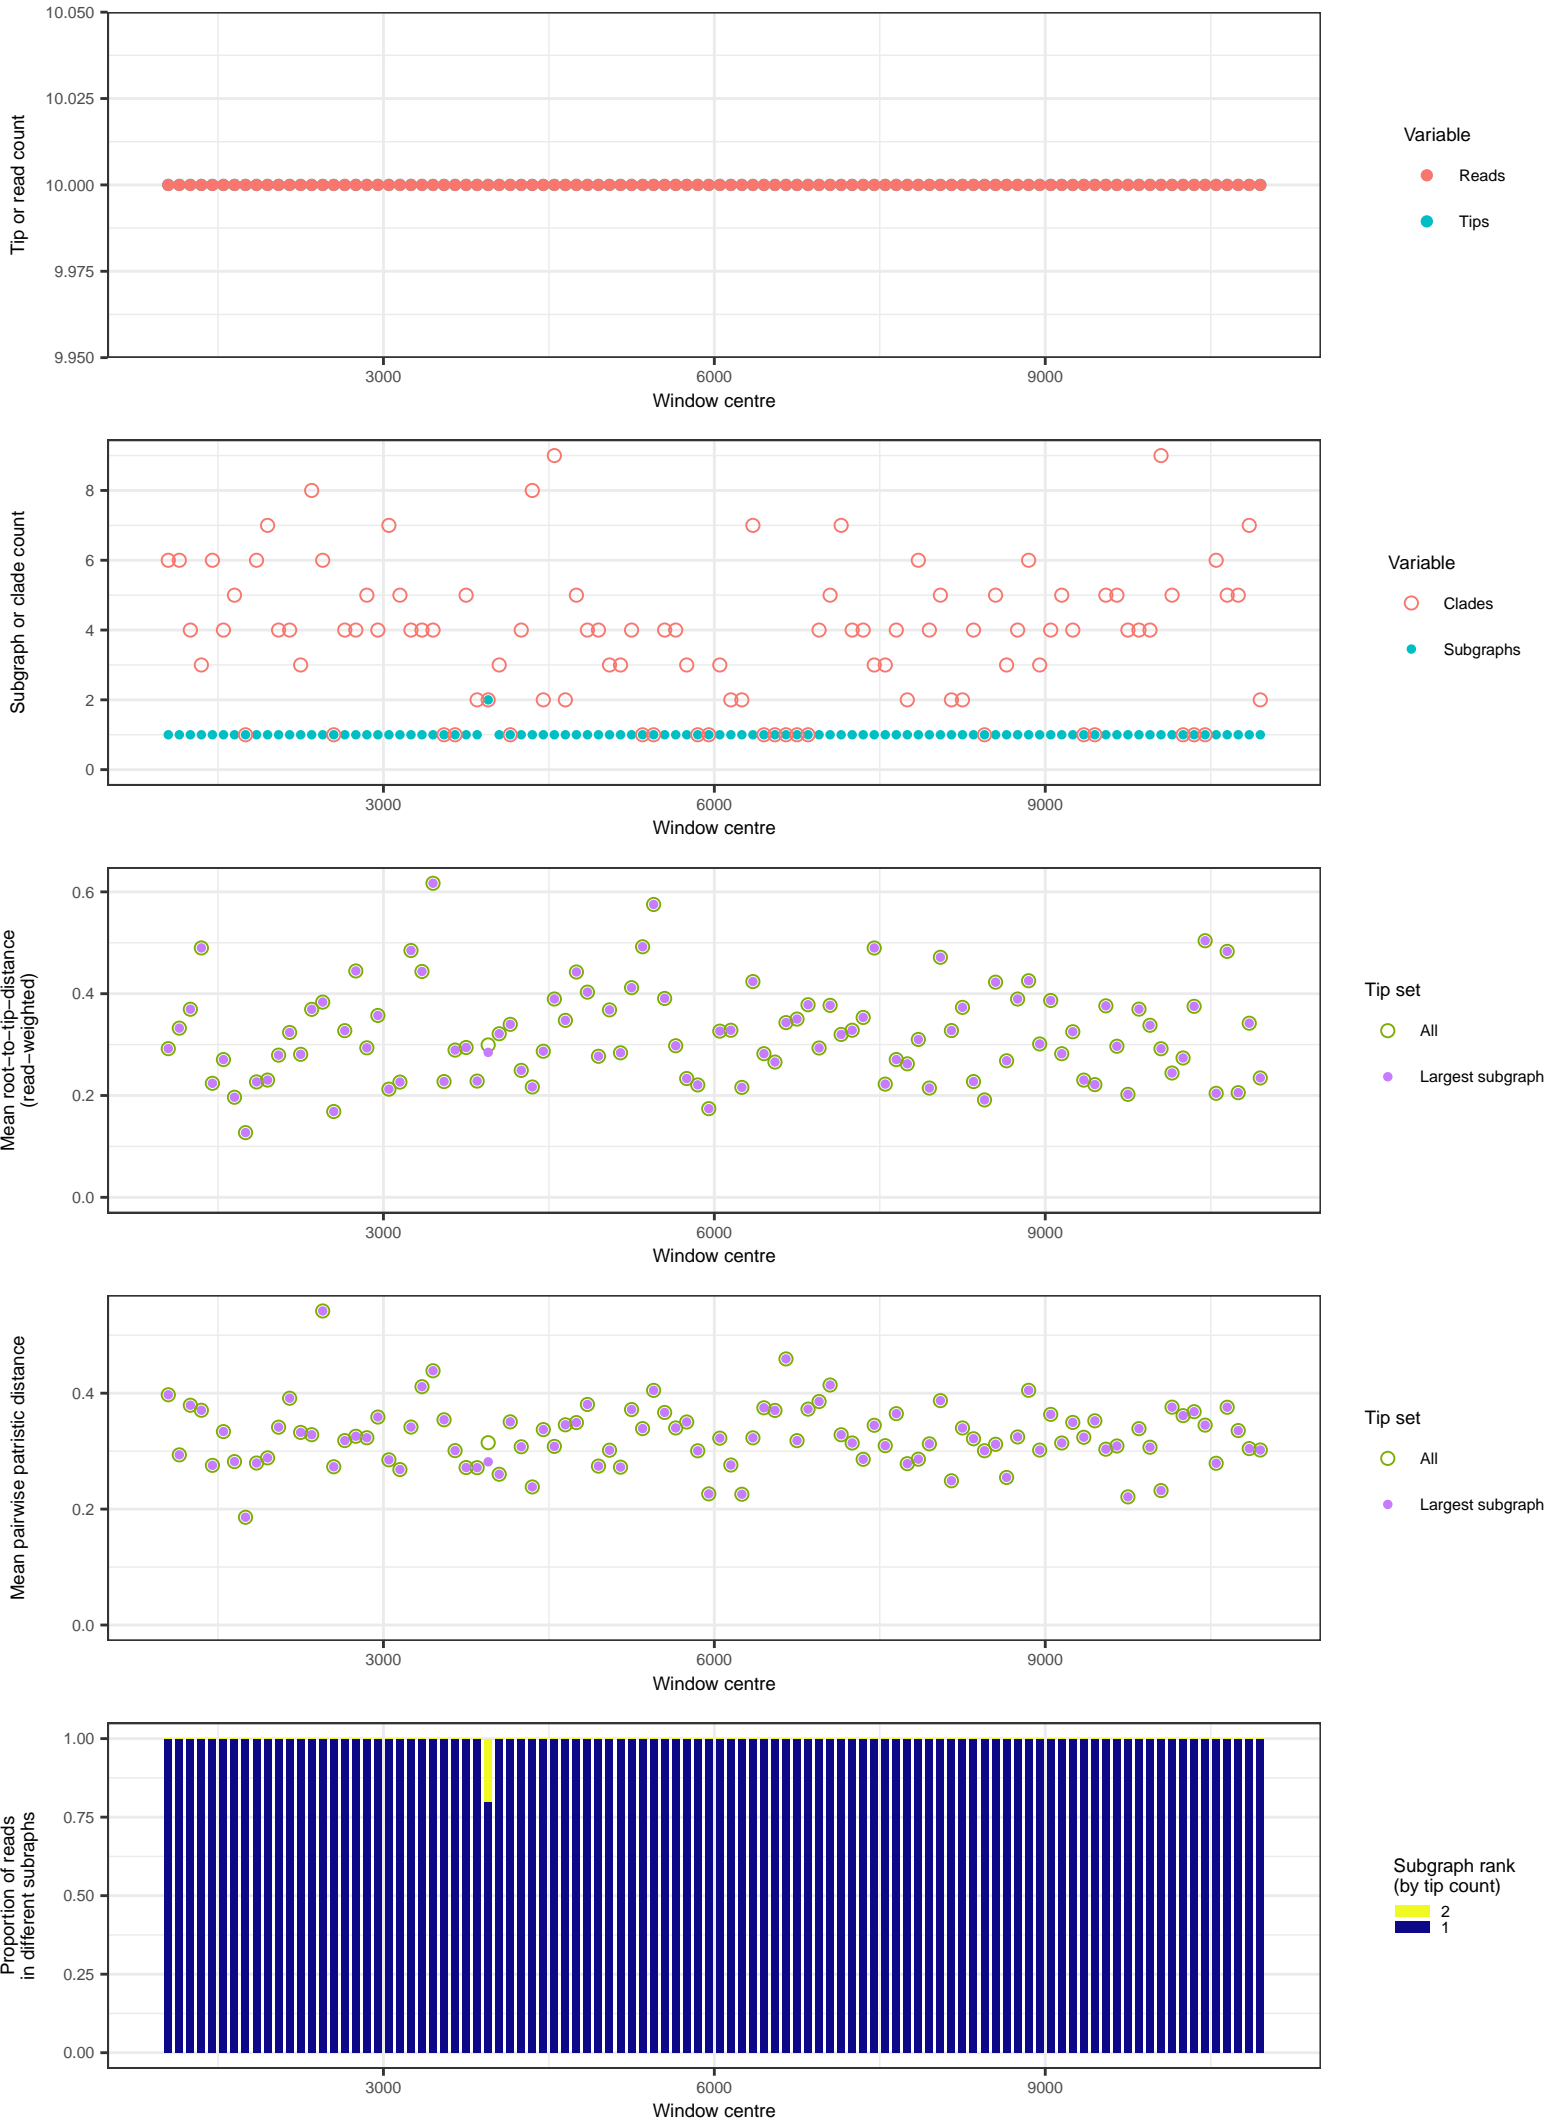 10.050
10.025
10.000
9.975
9.950
Tip or read count
3000 6000 9000
Window centre
Variable
Reads
Tips
8
6
4
2
0
Subgraph or clade count
3000 6000 9000
Window centre
Variable
Clades
Subgraphs
0.6
0.4
0.2
0.0
Mean root−to−tip−distance
(read−weighted)
3000 6000 9000
Window centre
Tip set
All
Largest subgraph
0.4
0.2
0.0
Mean pairwise patristic distance
3000 6000 9000
Window centre
Tip set
All
Largest subgraph
1.00
0.75
0.50
0.25
0.00
Proportion of reads
in different subraphs
3000 6000 9000
Window centre
Subgraph rank
(by tip count)
2
1